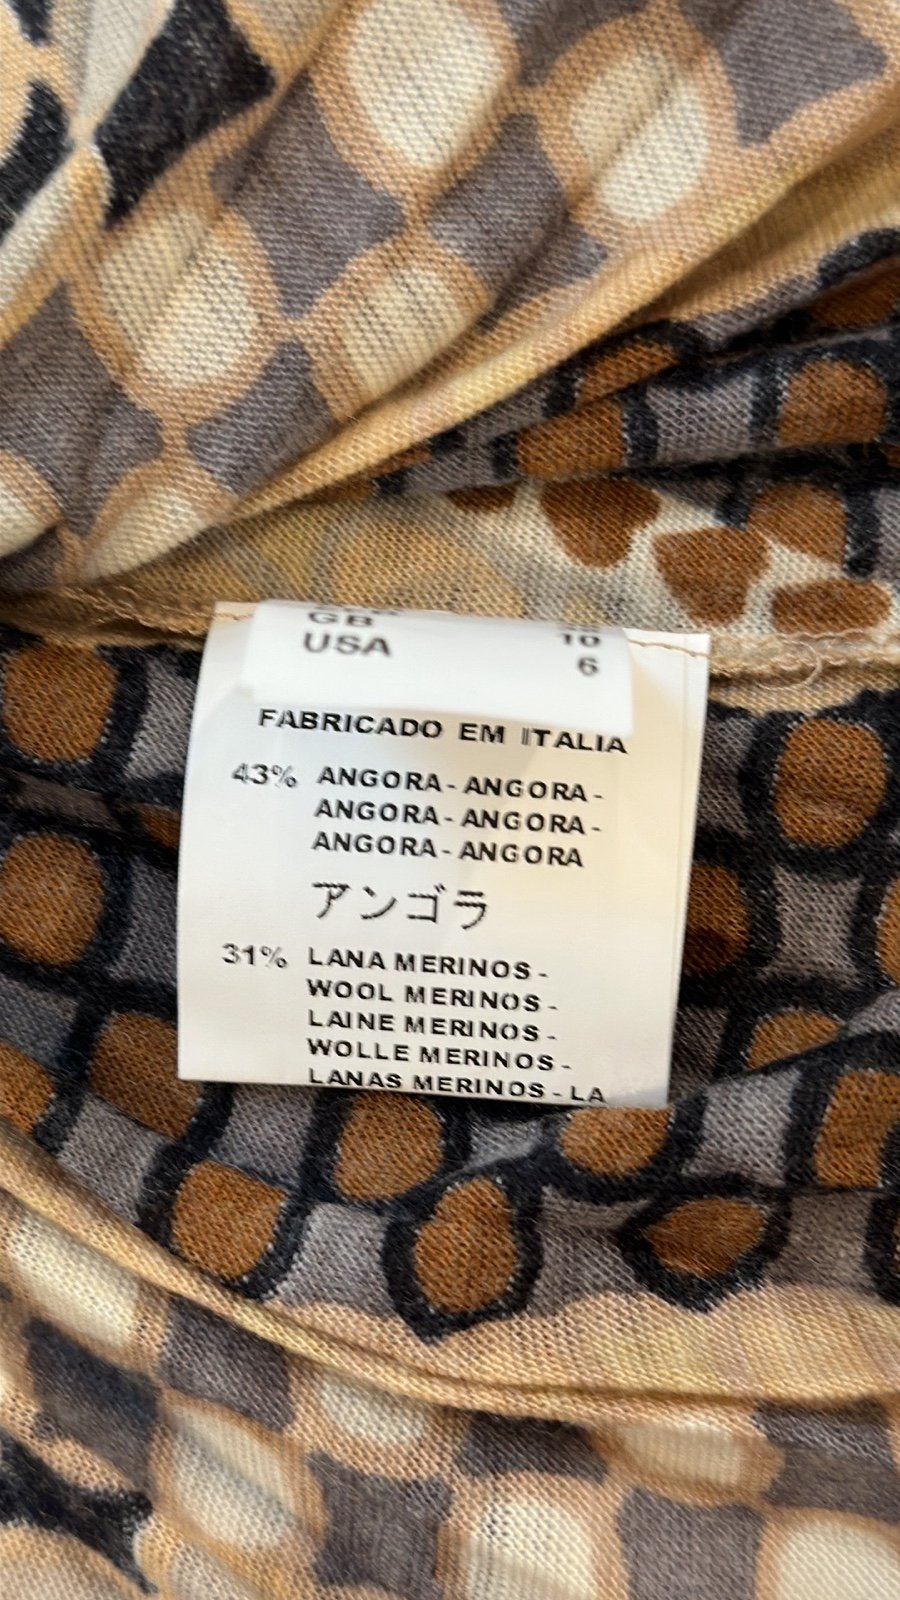 GB 10
USA 6
FABRICADO EM ITALIA
43% ANGORA - ANGORA -
ANGORA - ANGORA -
ANGORA - ANGORA
アンゴラ
31% LANA MERINOS -
WOOL MERINOS -
LAINE MERINOS -
WOLLE MERINOS -
LANAS MERINOS - LA